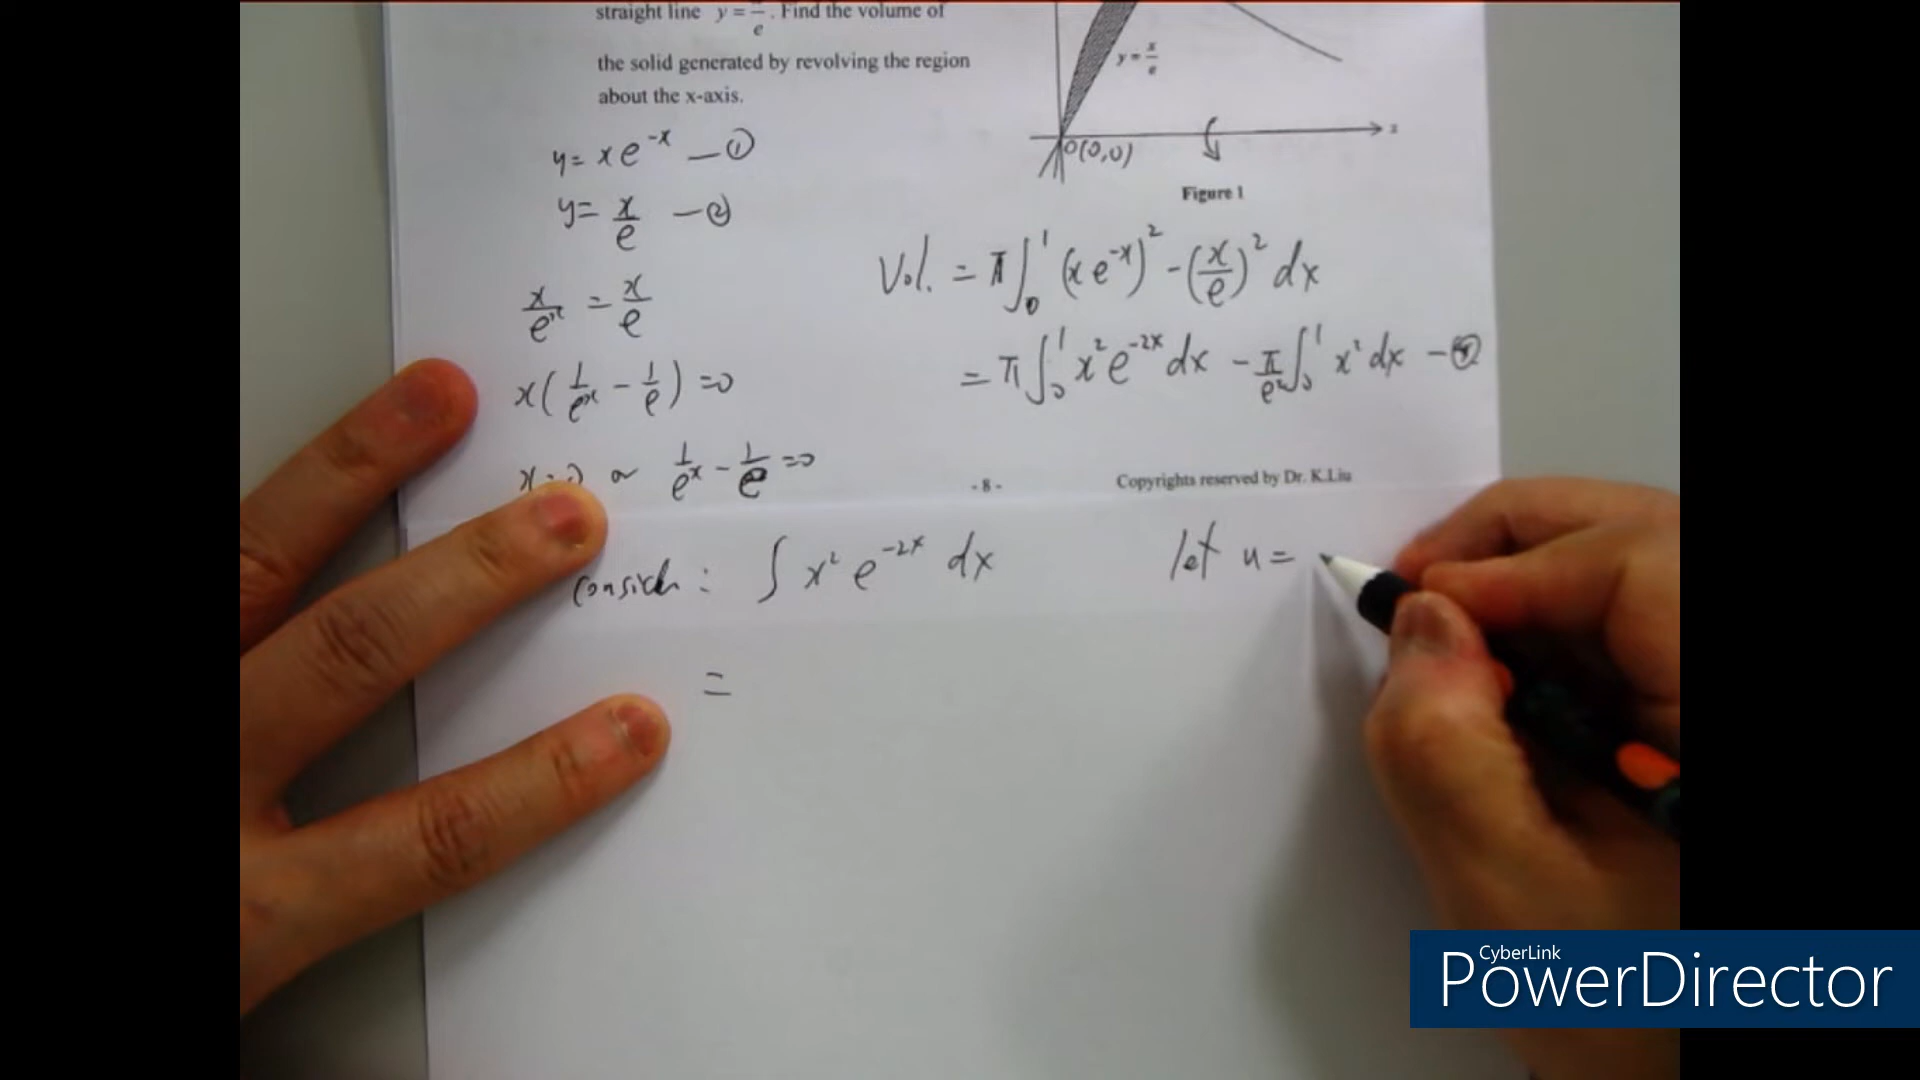 straight line y = x/e . Find the volume of
the solid generated by revolving the region
about the x-axis.
y = x/e
x
O(0,0)
Figure 1
y = xe^-x — ①
y = x/e — ②
x/e^x = x/e
x(1/e^x - 1/e) = 0
x = 0 or 1/e^x - 1/e = 0
Vol. = π∫₀¹ (xe^-x)² - (x/e)² dx
= π∫₀¹ x²e^-2x dx - π/e² ∫₀¹ x² dx —
- 8 -
Copyrights reserved by Dr. K.Liu
Consider : ∫ x² e^-2x dx
let u =
=
CyberLink
PowerDirector